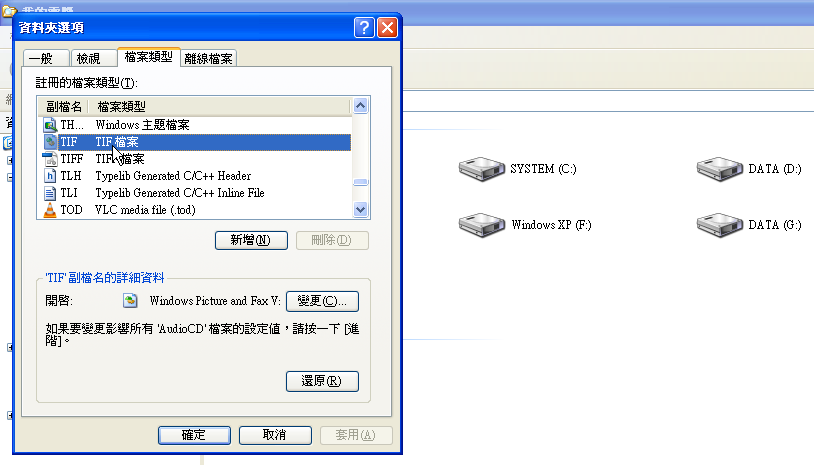 我的電腦
資料夾選項
一般
檢視
檔案類型
離線檔案
註冊的檔案類型(T):
副檔名 檔案類型
TH... Windows 主題檔案
TIF TIF 檔案
TIFF 檔案
TLH Typelib Generated C/C++ Header
TLI Typelib Generated C/C++ Inline File
TOD VLC media file (.tod)
新增(N) 刪除(D)
'TIF' 副檔名的詳細資料
開啓: Windows Picture and Fax V: 變更(C)...
如果要變更影響所有 'AudioCD' 檔案的設定值，請按一下 [進
階]。
還原(R)
確定 取消 套用(A)
SYSTEM (C:) DATA (D:)
Windows XP (F:) DATA (G:)